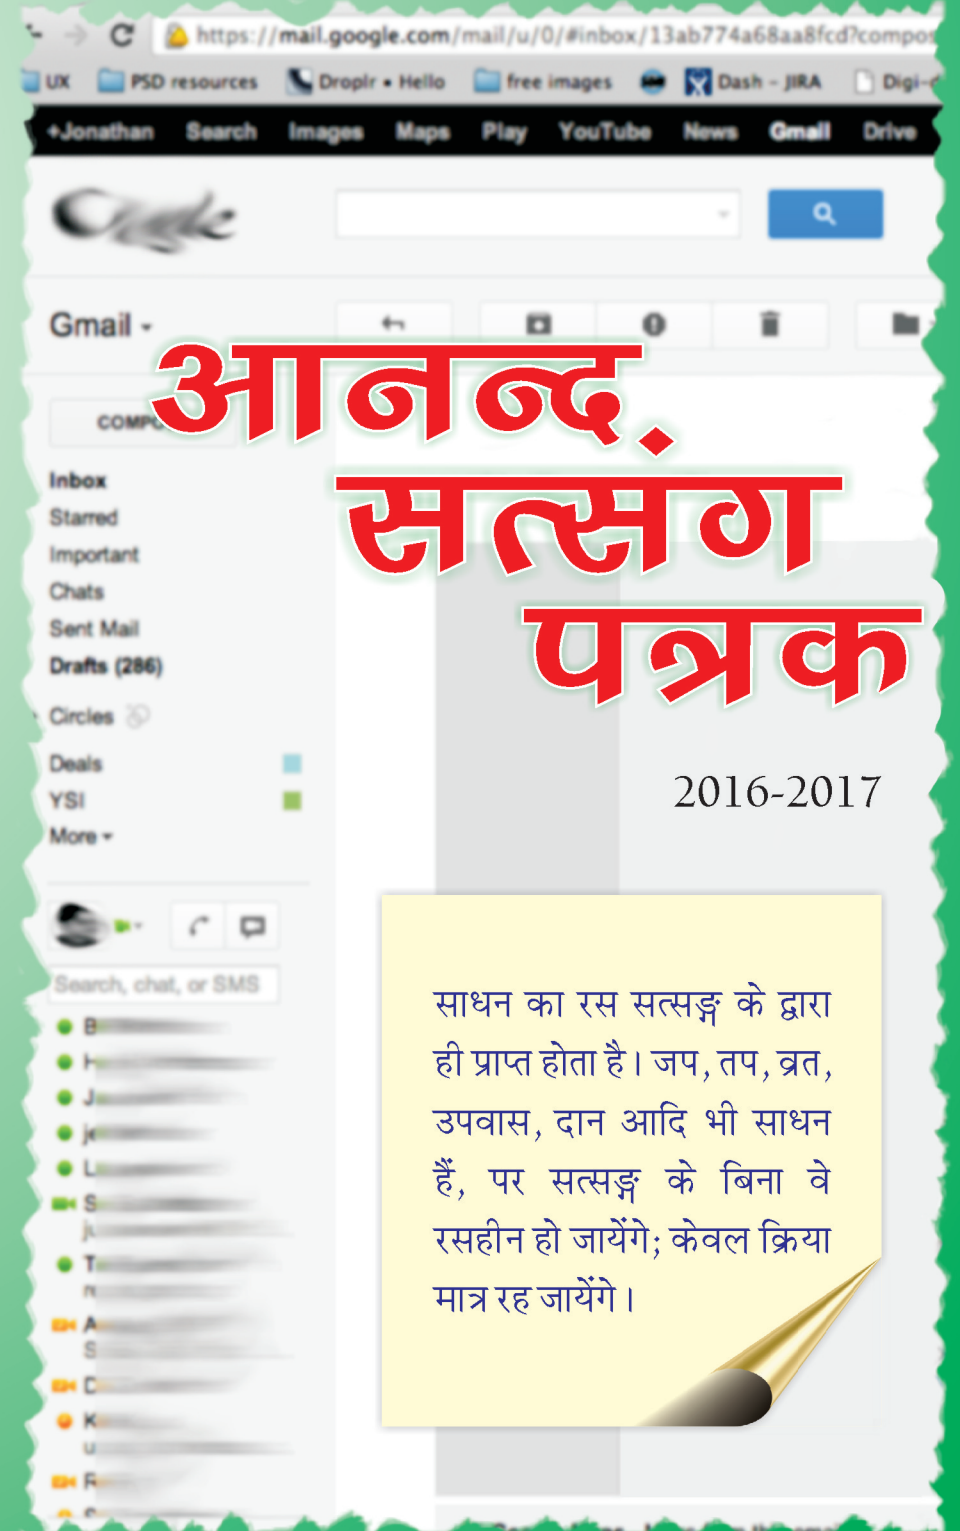 https://mail.google.com/mail/u/0/#inbox/13ab774a68aa8fcd?compos
UX PSD resources Droplr • Hello free images Dash - JIRA Digi-d
+Jonathan Search Images Maps Play YouTube News Gmail Drive
Gmail
आनन्द
सत्संग
पत्रक
2016-2017
Inbox
Starred
Important
Chats
Sent Mail
Drafts (286)
Circles
Deals
YSI
More
Search, chat, or SMS
साधन का रस सत्सङ्ग के द्वारा
ही प्राप्त होता है। जप, तप, व्रत,
उपवास, दान आदि भी साधन
हैं, पर सत्सङ्ग के बिना वे
रसहीन हो जायेंगे; केवल क्रिया
मात्र रह जायेंगे।